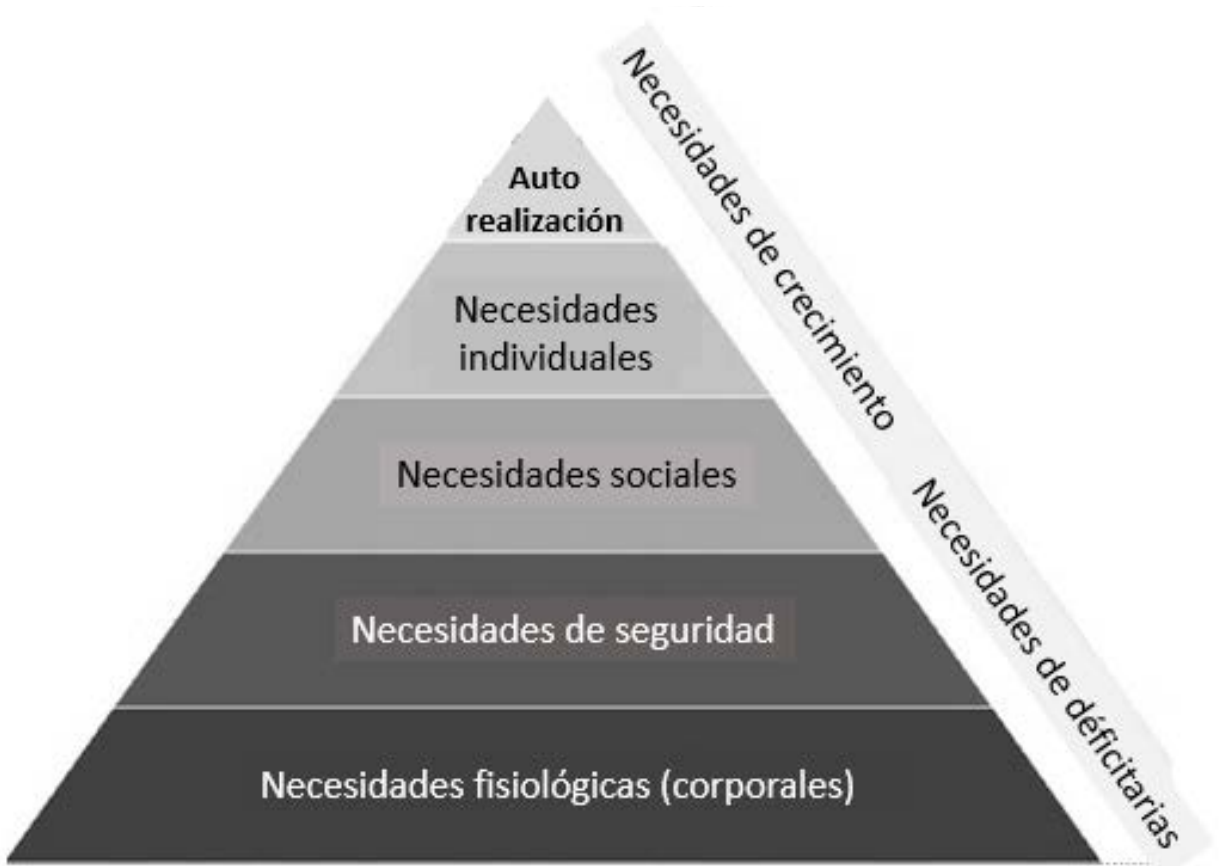 Auto
realización
Necesidades
individuales
Necesidades sociales
Necesidades de seguridad
Necesidades fisiológicas (corporales)
Necesidades de crecimiento
Necesidades de déficitarias